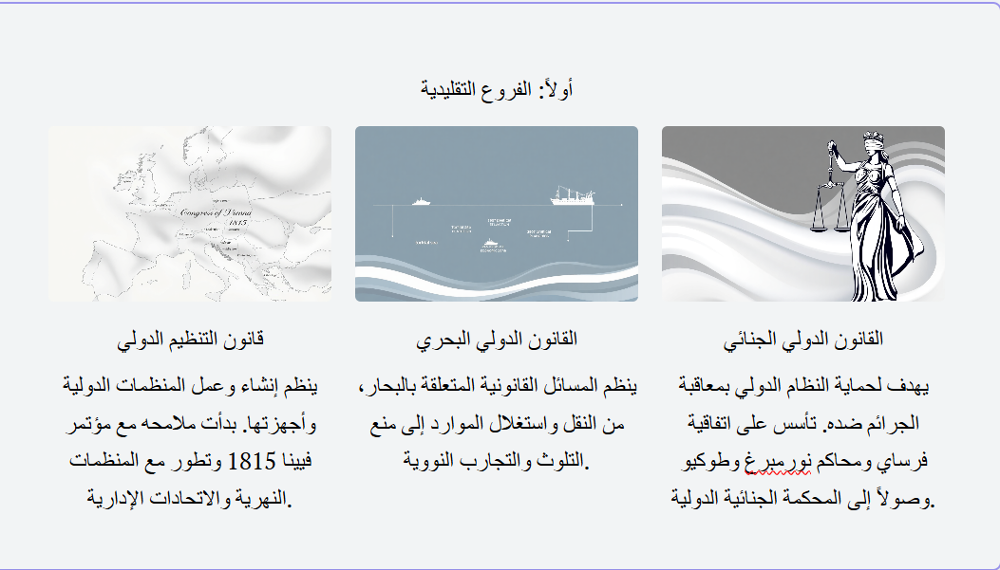 أولاً: الفروع التقليدية
القانون الدولي الجنائي
يهدف لحماية النظام الدولي بمعاقبة
الجرائم ضده. تأسس على اتفاقية
فرساي ومحاكم نورمبرغ وطوكيو
وصولاً إلى المحكمة الجنائية الدولية.
القانون الدولي البحري
ينظم المسائل القانونية المتعلقة بالبحار،
من النقل واستغلال الموارد إلى منع
التلوث والتجارب النووية.
Congress of Vienna
1815
قانون التنظيم الدولي
ينظم إنشاء وعمل المنظمات الدولية
وأجهزتها. بدأت ملامحه مع مؤتمر
فيينا 1815 وتطور مع المنظمات
النهرية والاتحادات الإدارية.